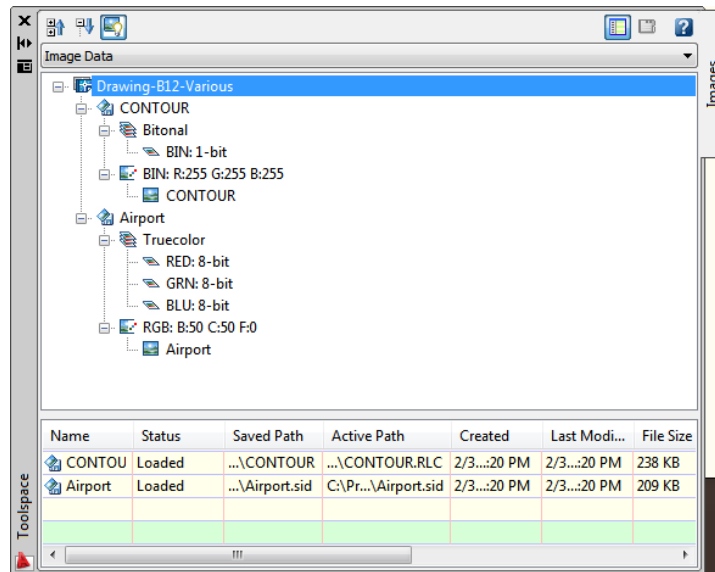 Image Data
Images
Drawing-B12-Various
CONTOUR
Bitonal
BIN: 1-bit
BIN: R:255 G:255 B:255
CONTOUR
Airport
Truecolor
RED: 8-bit
GRN: 8-bit
BLU: 8-bit
RGB: B:50 C:50 F:0
Airport
Name Status Saved Path Active Path Created Last Modi... File Size
CONTOU Loaded ...\CONTOUR ...\CONTOUR.RLC 2/3...:20 PM 2/3...:20 PM 238 KB
Airport Loaded ...\Airport.sid C:\Pr...\Airport.sid 2/3...:20 PM 2/3...:20 PM 209 KB
Toolspace